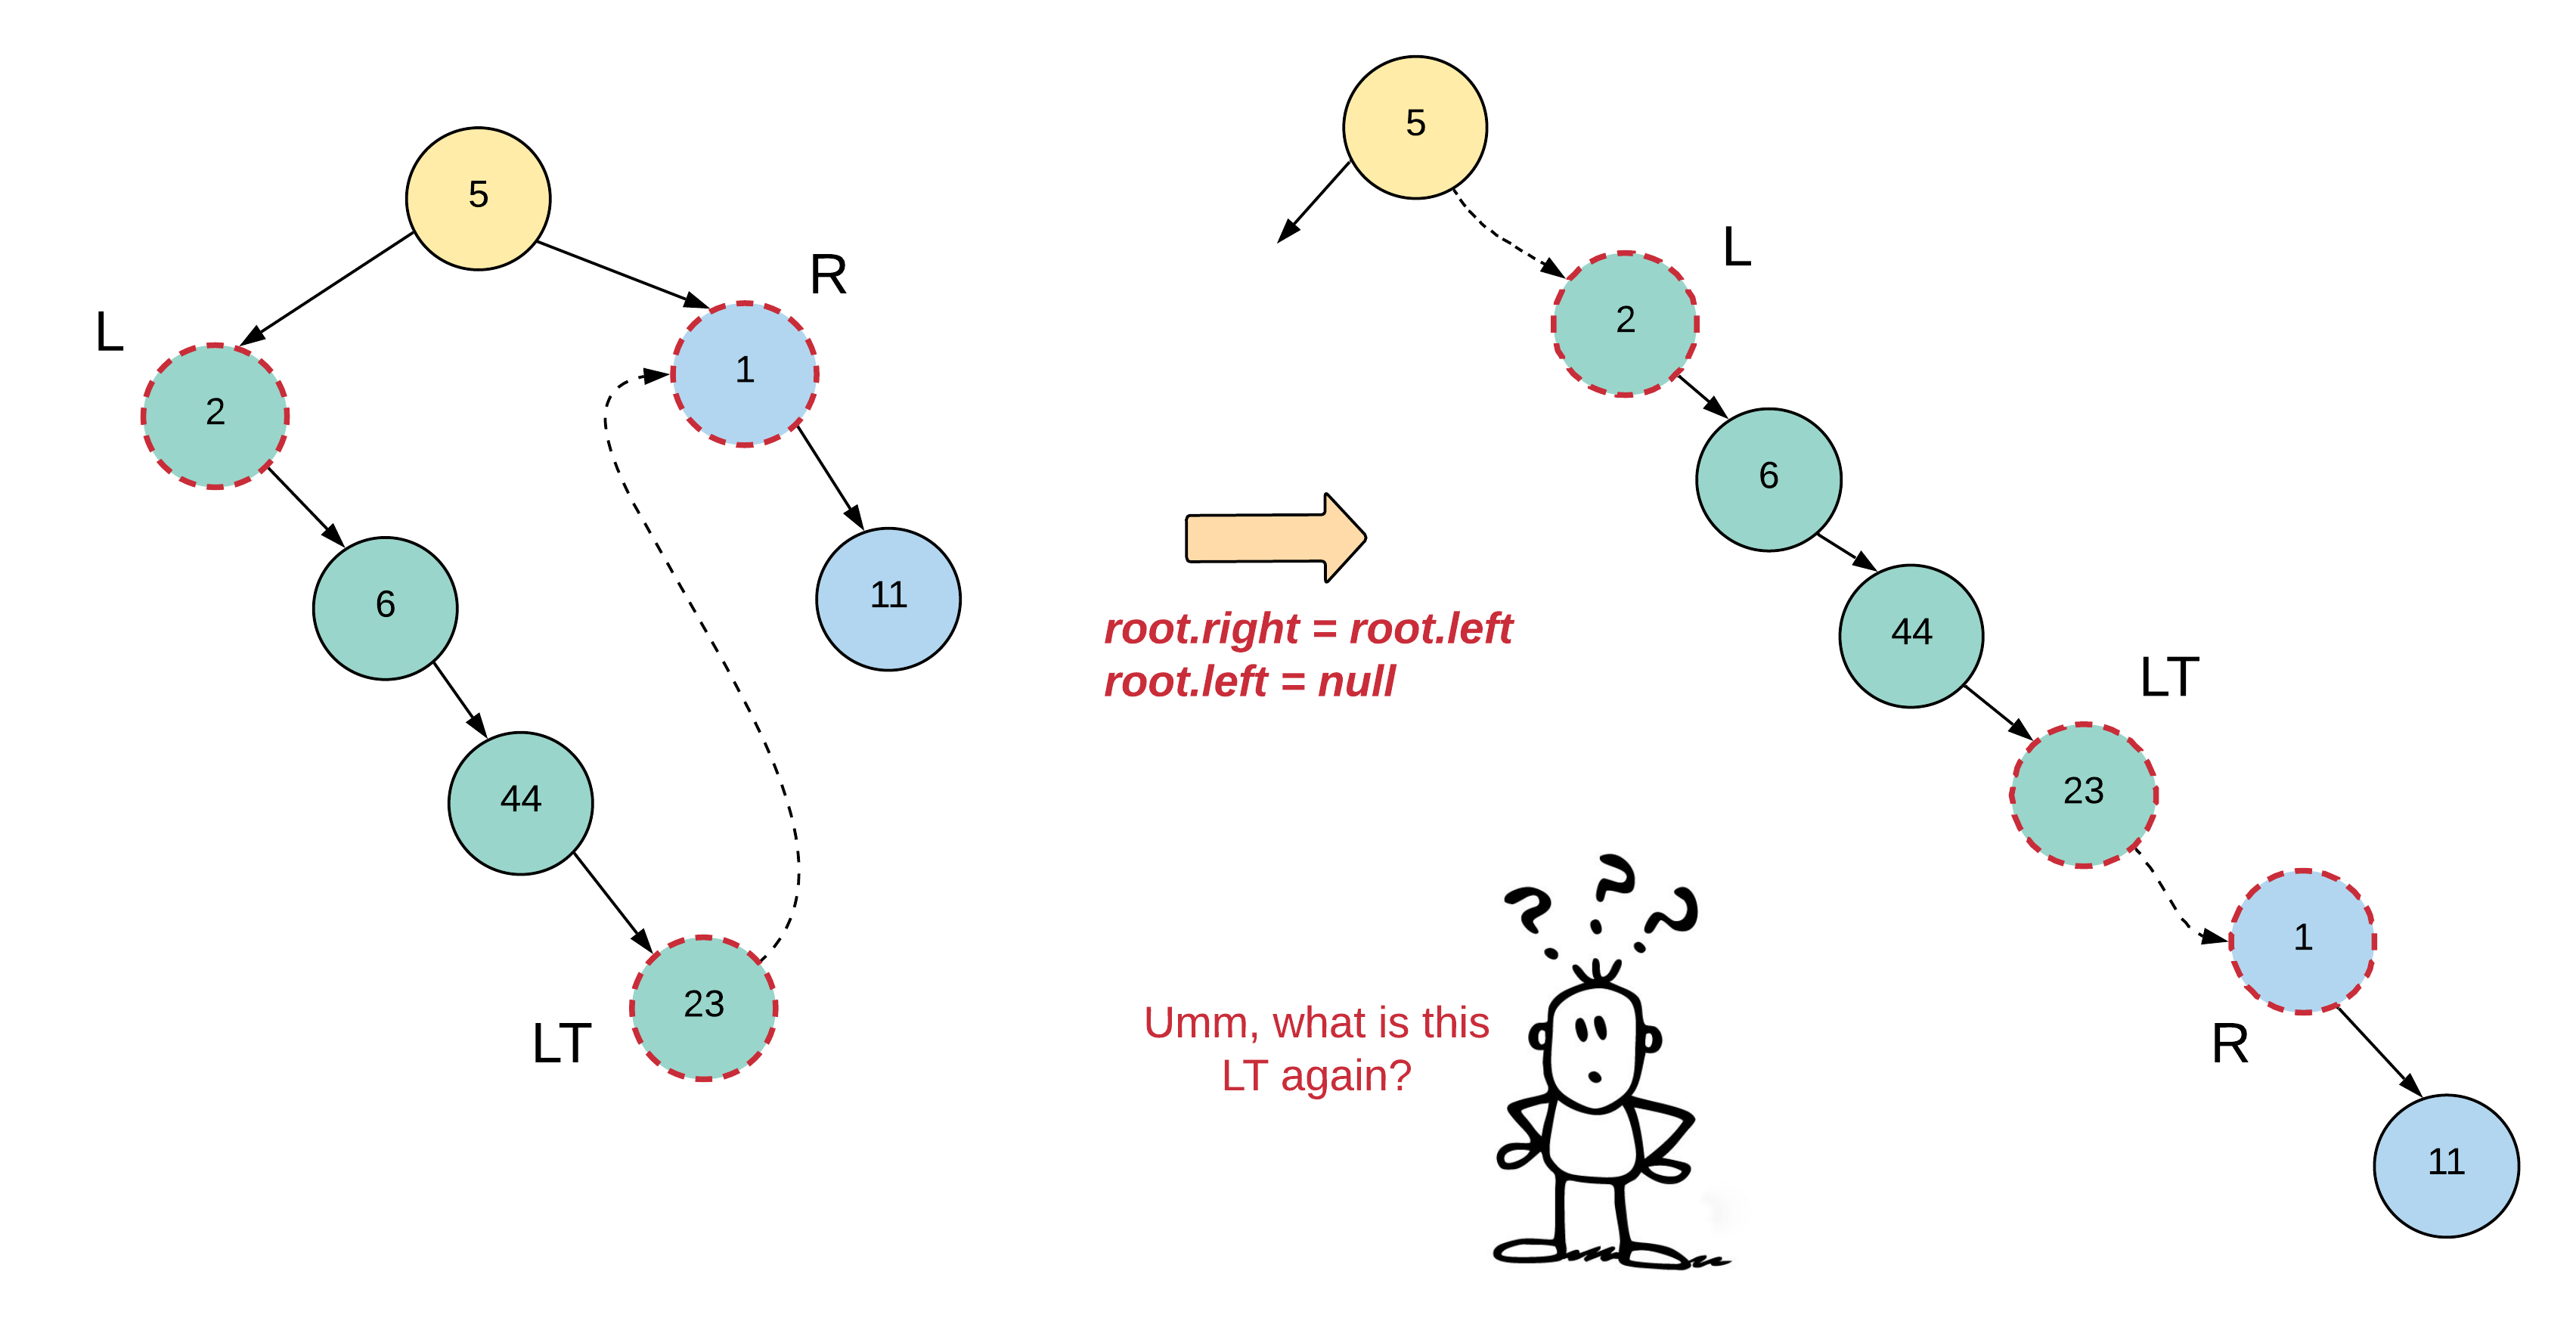 5
R
L
1
2
6
11
44
23
LT
root.right = root.left
root.left = null
5
L
2
6
44
LT
23
1
R
11
? ? ?
Umm, what is this
LT again?